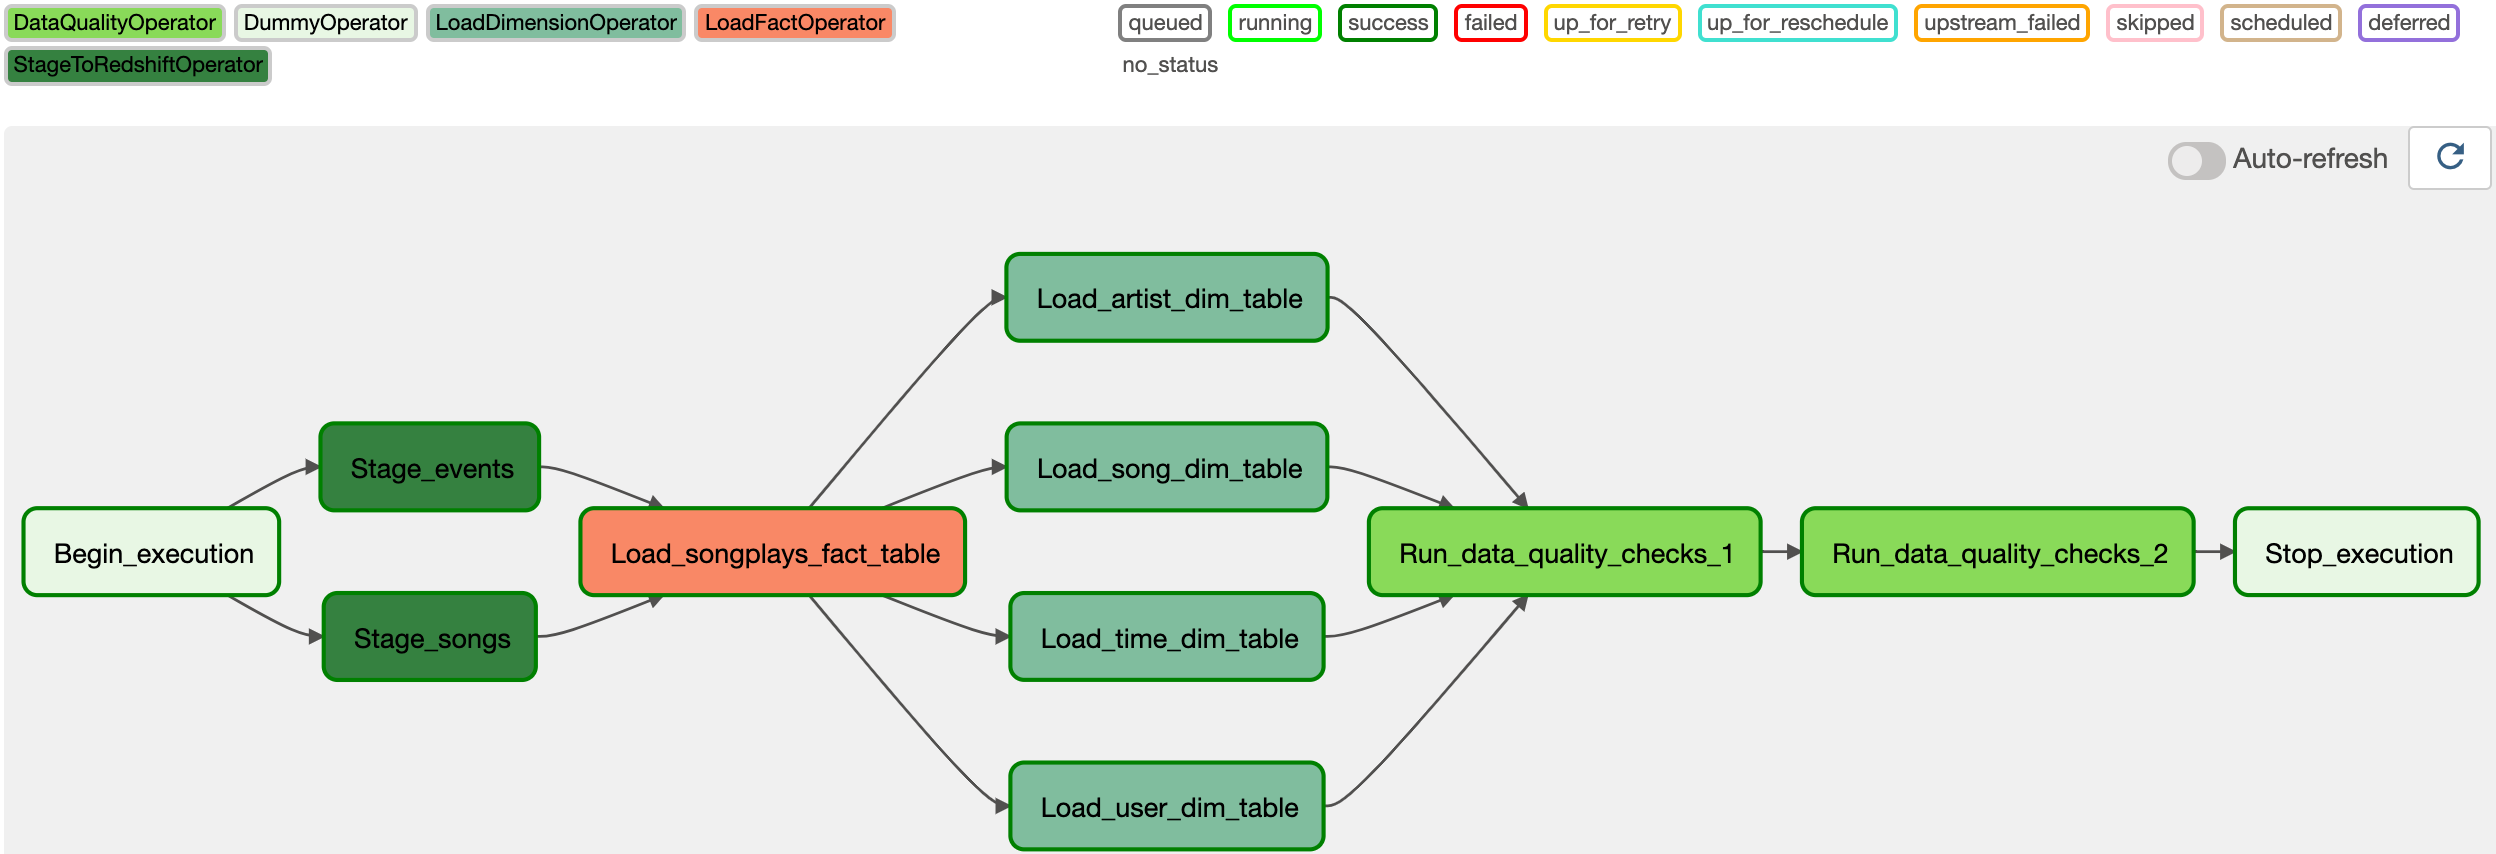 DataQualityOperator DummyOperator LoadDimensionOperator LoadFactOperator
StageToRedshiftOperator
queued running success failed up_for_retry up_for_reschedule upstream_failed skipped scheduled deferred
no_status
Auto-refresh
Begin_execution
Stage_events
Stage_songs
Load_songplays_fact_table
Load_artist_dim_table
Load_song_dim_table
Load_time_dim_table
Load_user_dim_table
Run_data_quality_checks_1
Run_data_quality_checks_2
Stop_execution